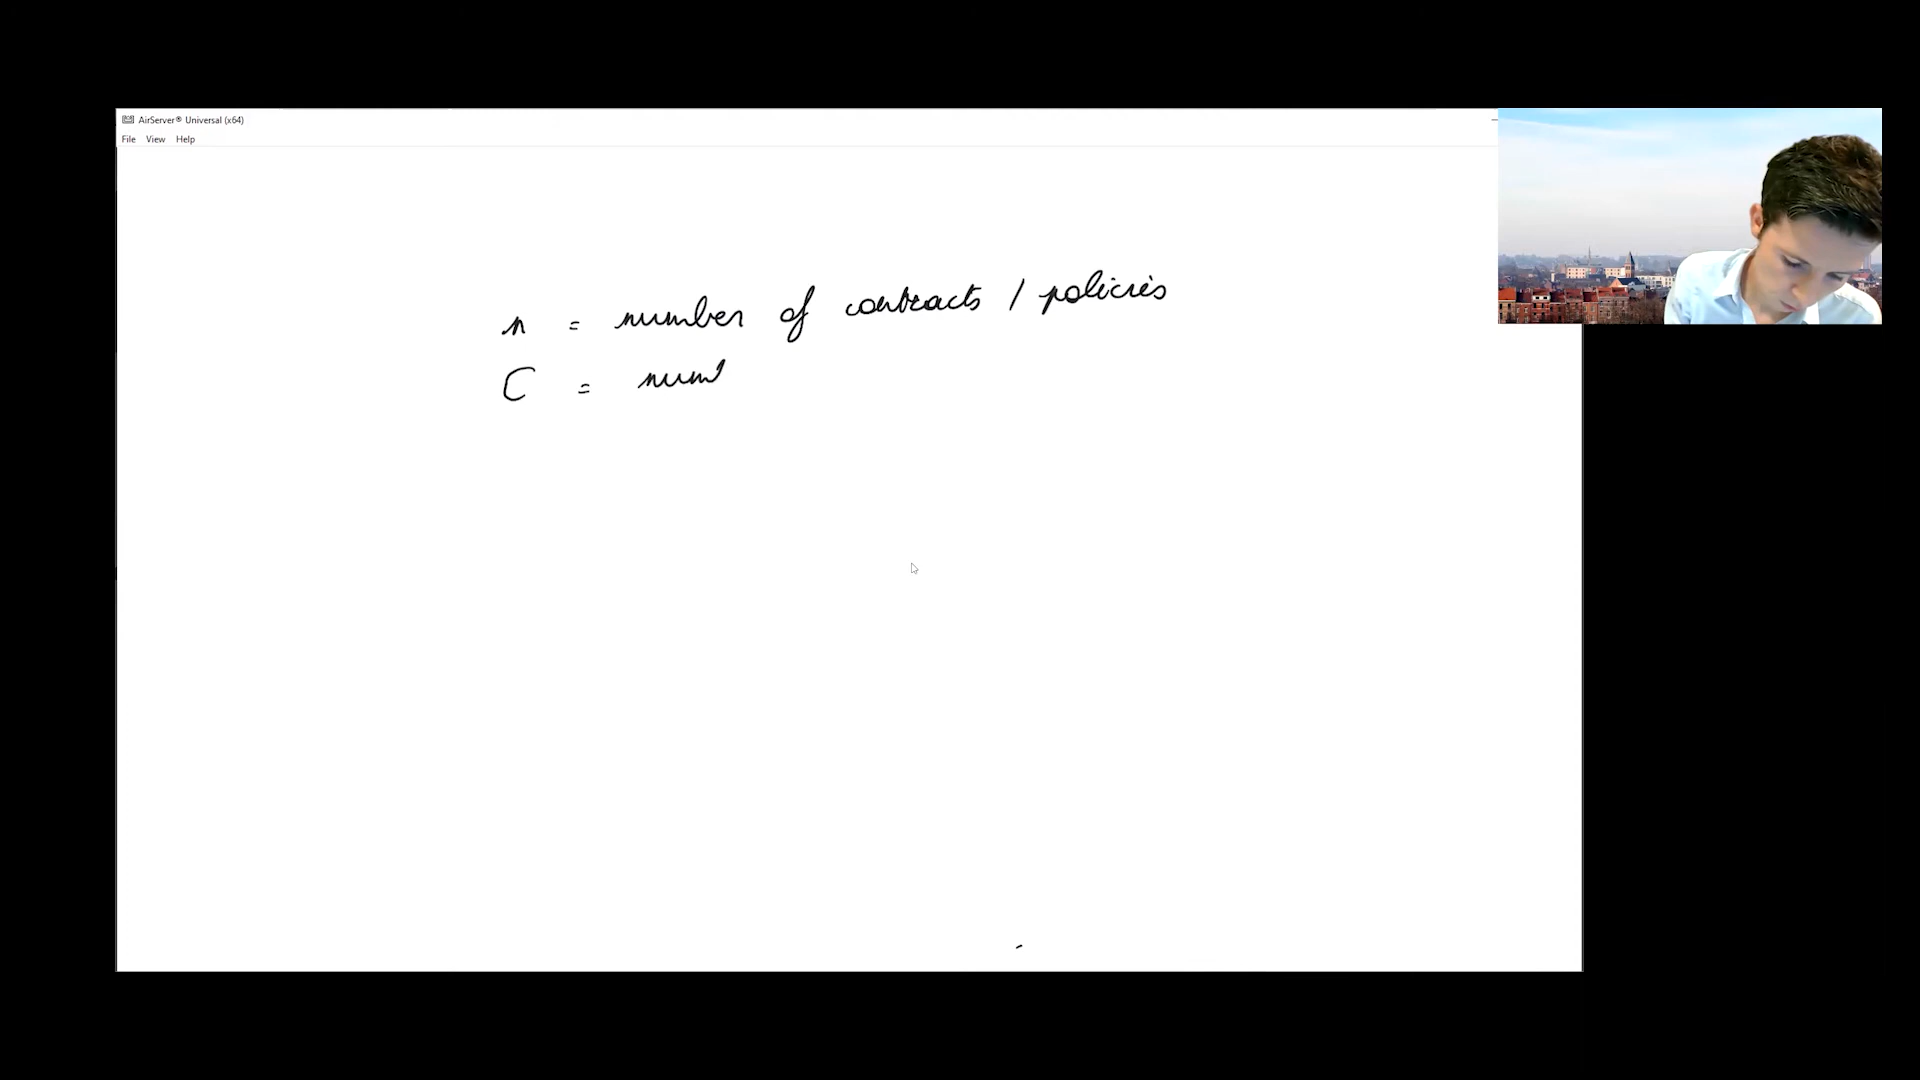 AirServer® Universal (x64)
File View Help
n = number of contracts / policies
C = num